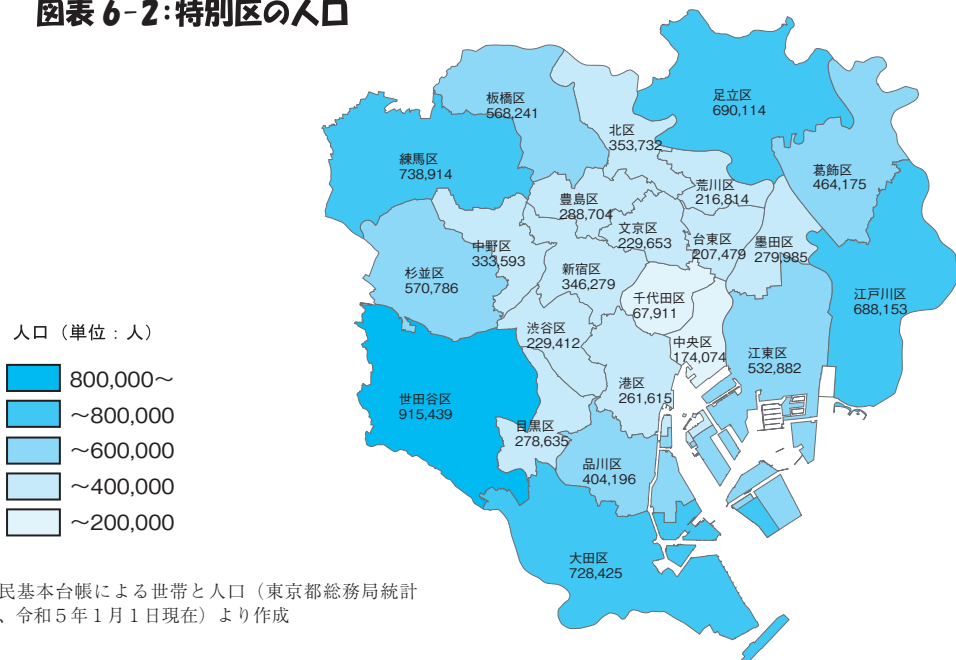 図表 6-2:特別区の人口
足立区
690,114
板橋区
568,241
北区
353,732
練馬区
738,914
葛飾区
464,175
荒川区
216,814
豊島区
288,704
文京区
229,653
台東区
207,479
墨田区
279,985
中野区
333,593
杉並区
570,786
新宿区
346,279
千代田区
67,911
江戸川区
688,153
渋谷区
229,412
中央区
174,074
江東区
532,882
世田谷区
915,439
港区
261,615
目黒区
278,635
品川区
404,196
大田区
728,425
人口（単位：人）
800,000～
～800,000
～600,000
～400,000
～200,000
民基本台帳による世帯と人口（東京都総務局統計
、令和５年１月１日現在）より作成